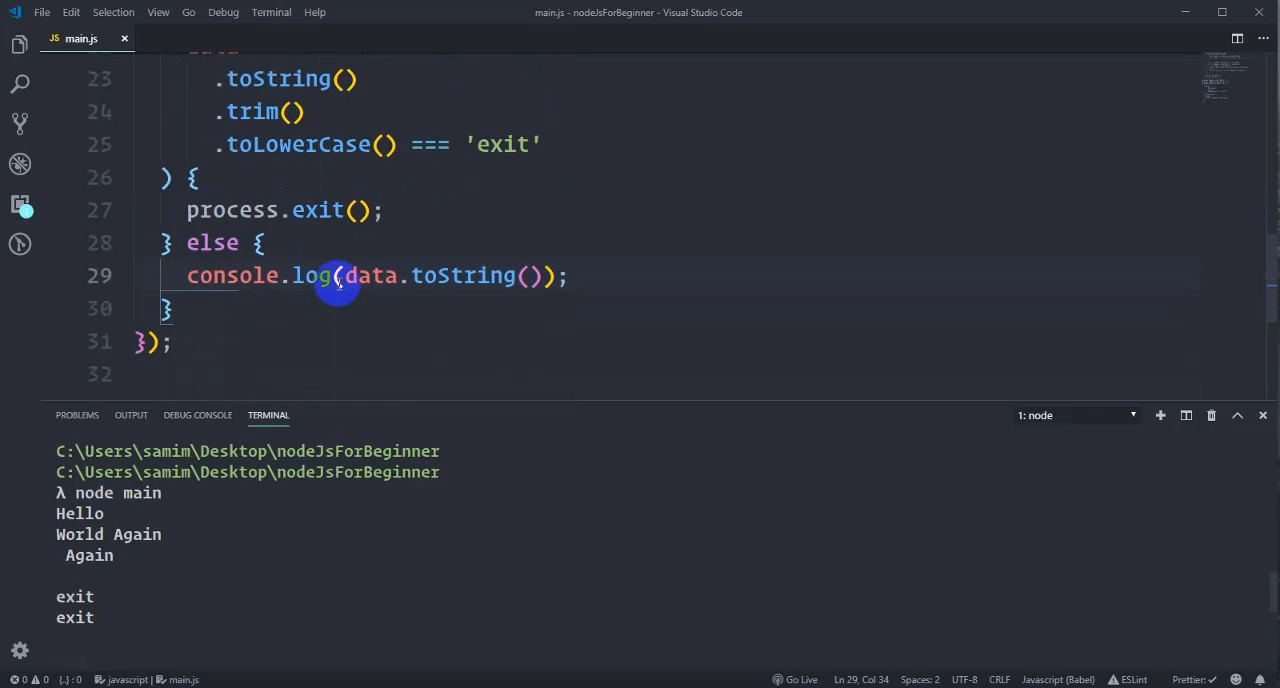 File Edit Selection View Go Debug Terminal Help main.js - nodeJsForBeginner - Visual Studio Code
JS main.js
23 .toString()
24 .trim()
25 .toLowerCase() === 'exit'
26 ) {
27 process.exit();
28 } else {
29 console.log(data.toString());
30 }
31 });
32
PROBLEMS OUTPUT DEBUG CONSOLE TERMINAL 1: node
C:\Users\samim\Desktop\nodeJsForBeginner
C:\Users\samim\Desktop\nodeJsForBeginner
λ node main
Hello
World Again
Again
exit
exit
0 0 {..} : 0 javascript | main.js Go Live Ln 29, Col 34 Spaces: 2 UTF-8 CRLF Javascript (Babel) ESLint Prettier: ✓